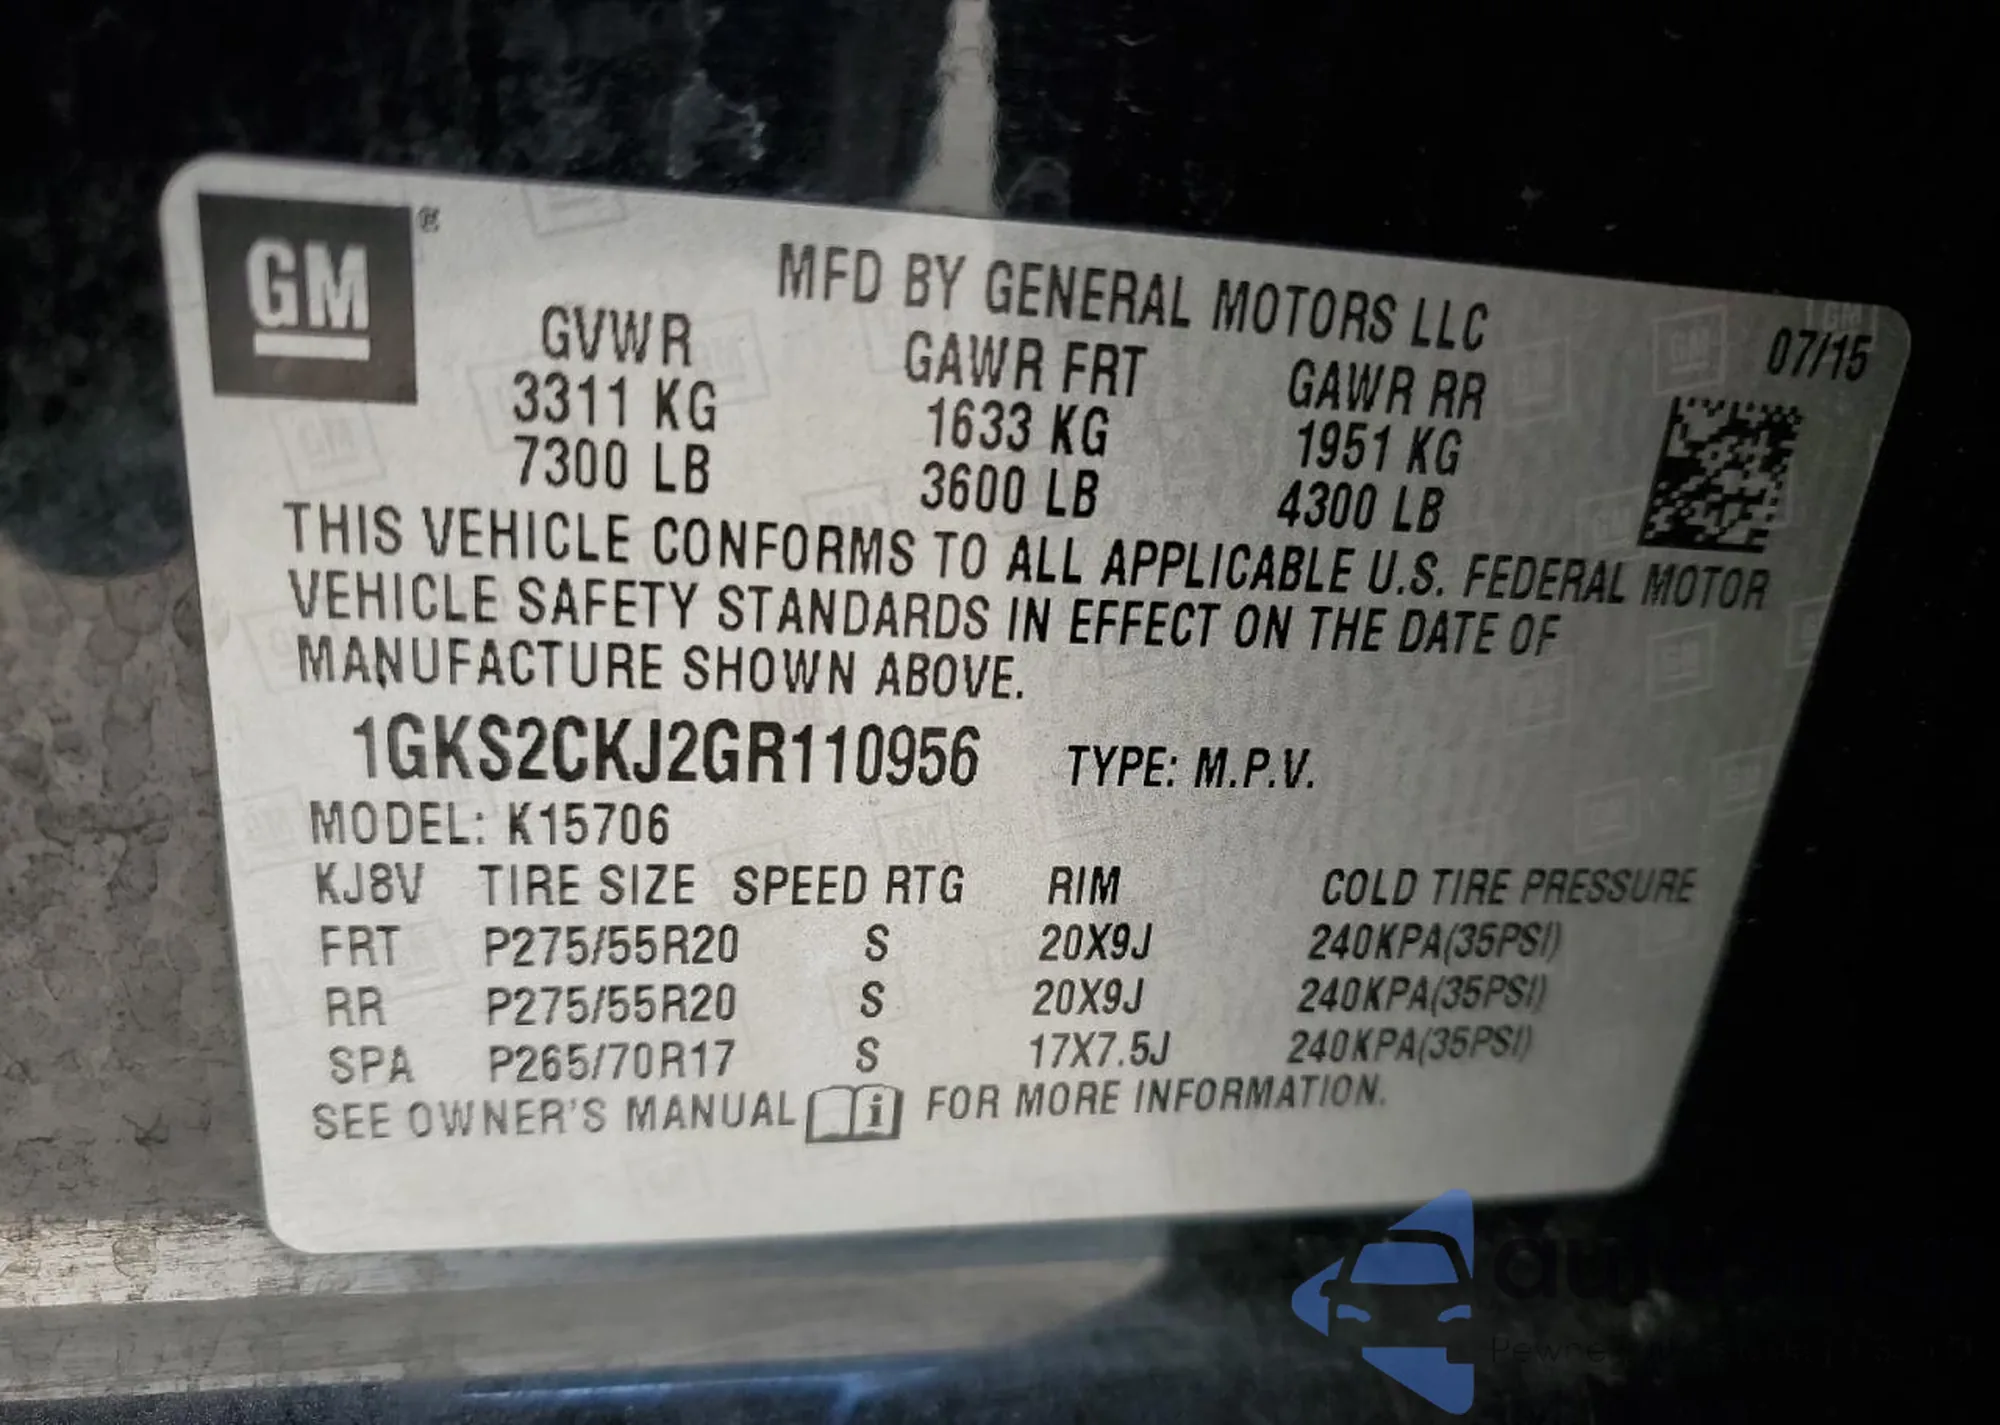 GM ®
MFD BY GENERAL MOTORS LLC
07/15
GVWR GAWR FRT GAWR RR
3311 KG 1633 KG 1951 KG
7300 LB 3600 LB 4300 LB
THIS VEHICLE CONFORMS TO ALL APPLICABLE U.S. FEDERAL MOTOR
VEHICLE SAFETY STANDARDS IN EFFECT ON THE DATE OF
MANUFACTURE SHOWN ABOVE.
1GKS2CKJ2GR110956 TYPE: M.P.V.
MODEL: K15706
KJ8V TIRE SIZE SPEED RTG RIM COLD TIRE PRESSURE
FRT P275/55R20 S 20X9J 240KPA(35PSI)
RR P275/55R20 S 20X9J 240KPA(35PSI)
SPA P265/70R17 S 17X7.5J 240KPA(35PSI)
SEE OWNER'S MANUAL i FOR MORE INFORMATION.